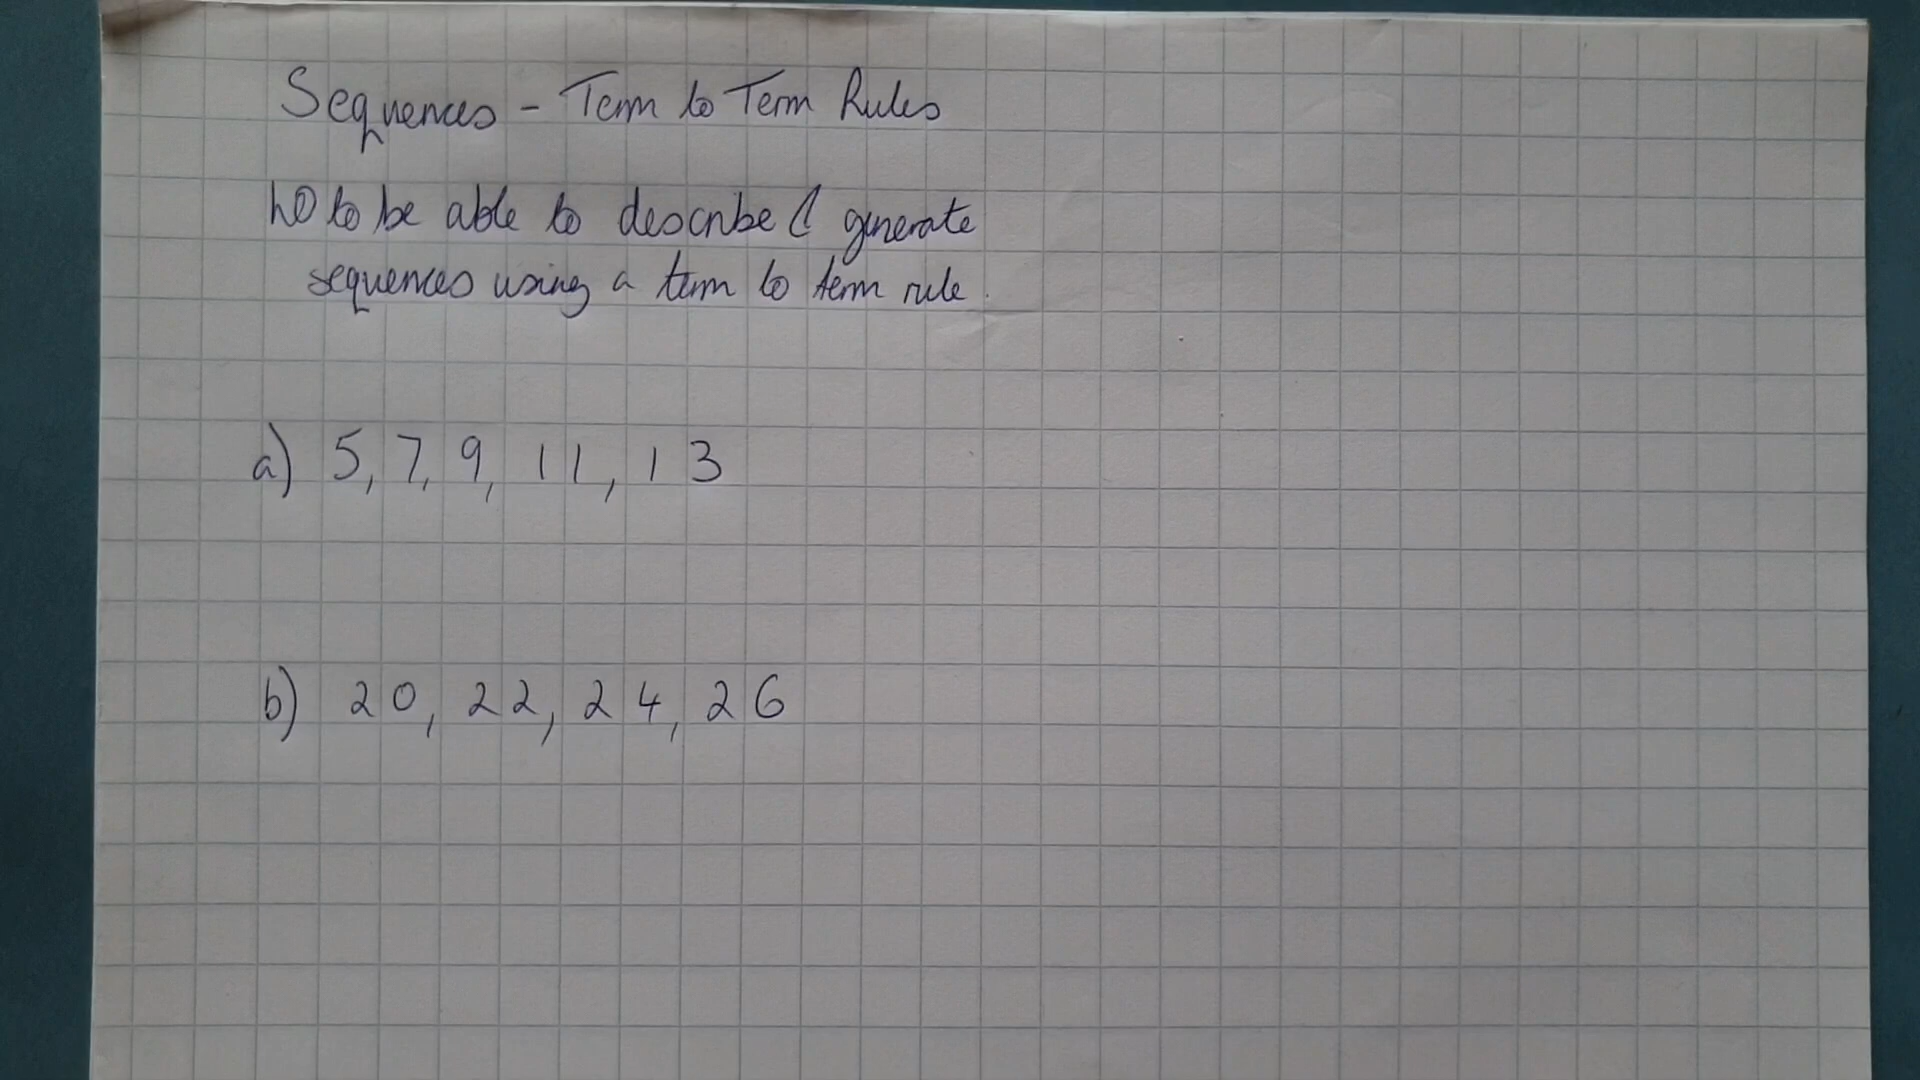 Sequences - Term to Term Rules
LO to be able to describe & generate
sequences using a term to term rule.
a) 5, 7, 9, 11, 13
b) 20, 22, 24, 26